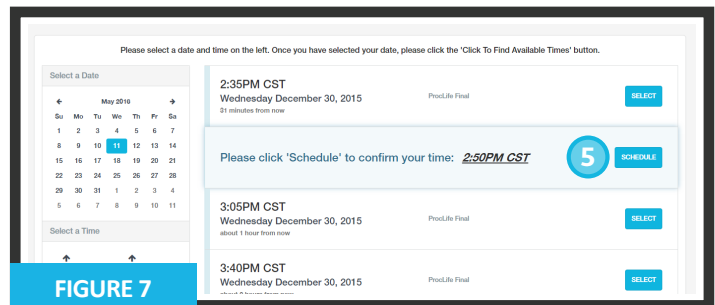 Please select a date and time on the left. Once you have selected your date, please click the 'Click To Find Available Times' button.
Select a Date
May 2016
Su Mo Tu We Th Fr Sa
1 2 3 4 5 6 7
8 9 10 11 12 13 14
15 16 17 18 19 20 21
22 23 24 25 26 27 28
29 30 31 1 2 3 4
5 6 7 8 9 10 11
Select a Time
2:35PM CST
Wednesday December 30, 2015
31 minutes from now
ProcLife Final
SELECT
Please click 'Schedule' to confirm your time: 2:50PM CST
5
SCHEDULE
3:05PM CST
Wednesday December 30, 2015
about 1 hour from now
ProcLife Final
SELECT
3:40PM CST
Wednesday December 30, 2015
ProcLife Final
SELECT
FIGURE 7